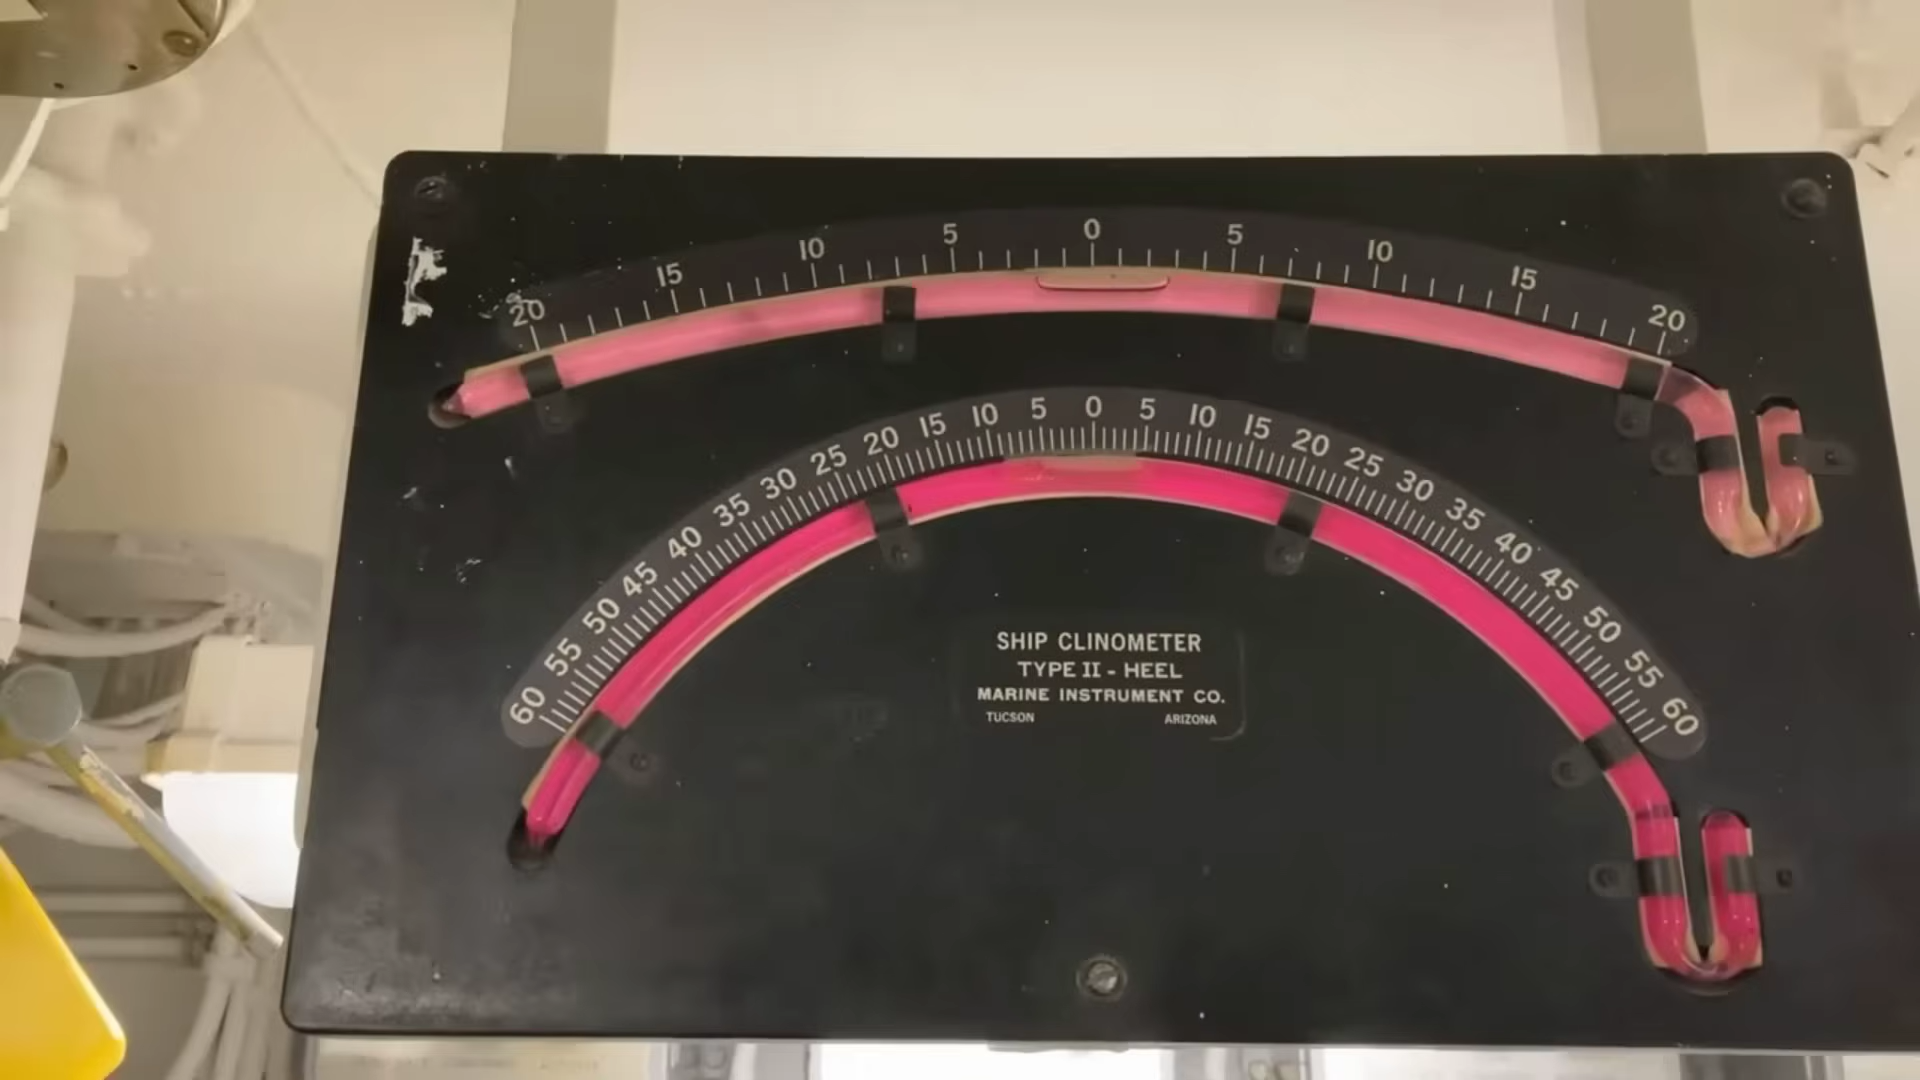 20 15 10 5 0 5 10 15 20
60 55 50 45 40 35 30 25 20 15 10 5 0 5 10 15 20 25 30 35 40 45 50 55 60
SHIP CLINOMETER
TYPE II - HEEL
MARINE INSTRUMENT CO.
TUCSON ARIZONA